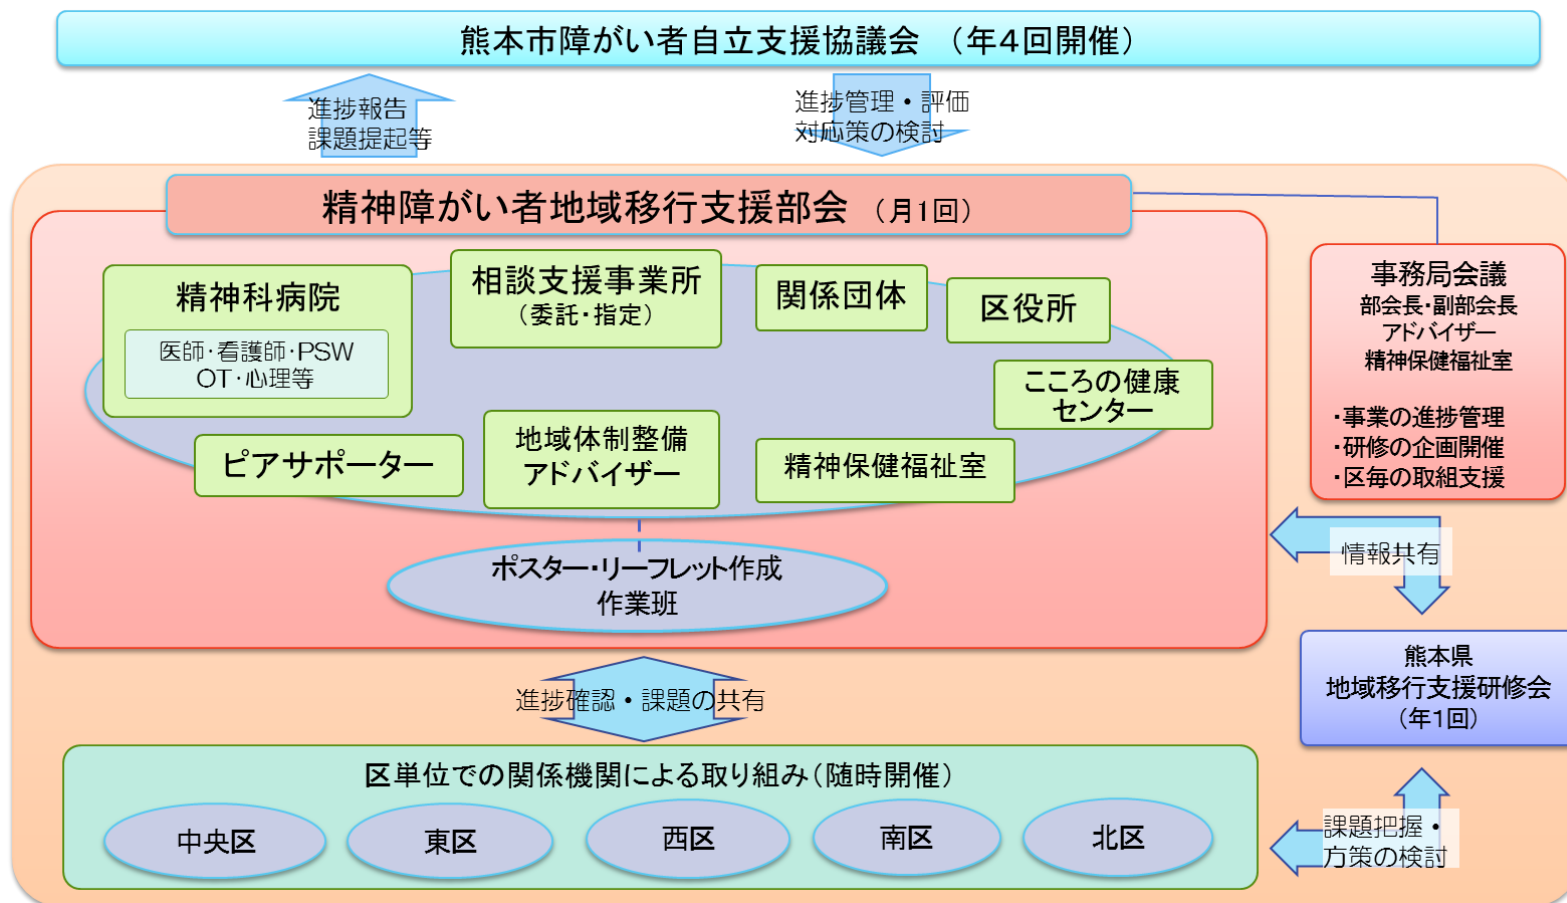 熊本市障がい者自立支援協議会　（年４回開催）
進捗報告
課題提起等
進捗管理・評価
対応策の検討
精神障がい者地域移行支援部会（月1回）
精神科病院
医師・看護師・PSW
OT・心理等
相談支援事業所
（委託・指定）
関係団体
区役所
こころの健康
センター
ピアサポーター
地域体制整備
アドバイザー
精神保健福祉室
ポスター・リーフレット作成
作業班
事務局会議
部会長・副部会長
アドバイザー
精神保健福祉室
・事業の進捗管理
・研修の企画開催
・区毎の取組支援
情報共有
熊本県
地域移行支援研修会
（年1回）
進捗確認・課題の共有
区単位での関係機関による取り組み（随時開催）
中央区
東区
西区
南区
北区
課題把握・
方策の検討